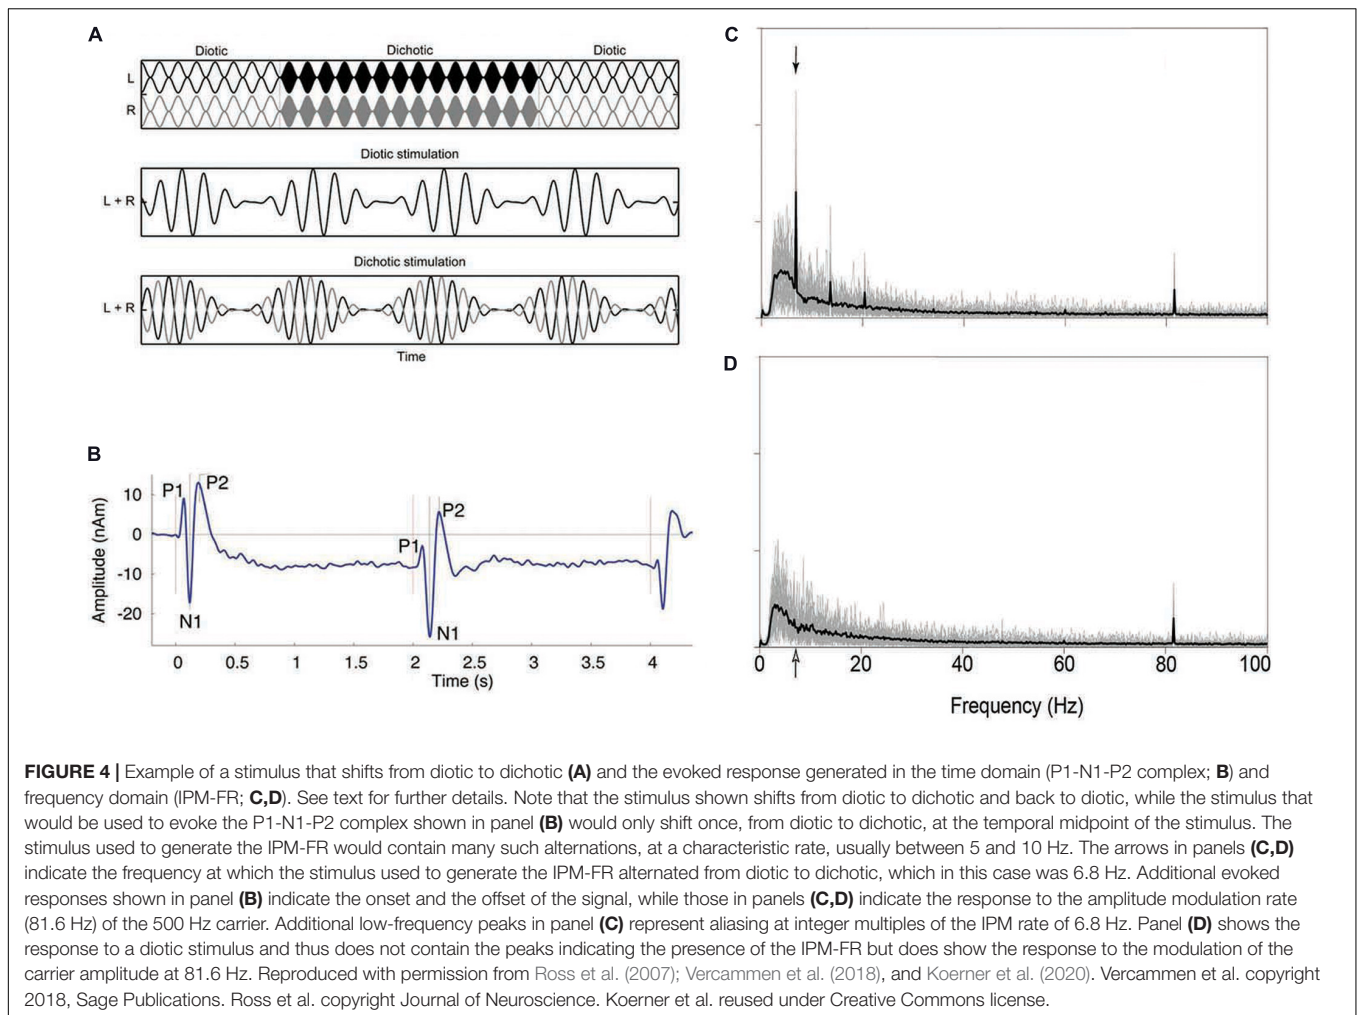 A
Diotic Dichotic Diotic
L
R
Diotic stimulation
L + R
Dichotic stimulation
L + R
Time
B
Amplitude (nAm)
10
0
-10
-20
P1 P2
N1
P1 P2
N1
0 0.5 1 1.5 2 2.5 3 3.5 4
Time (s)
C
D
0 20 40 60 80 100
Frequency (Hz)
FIGURE 4 | Example of a stimulus that shifts from diotic to dichotic (A) and the evoked response generated in the time domain (P1-N1-P2 complex; B) and
frequency domain (IPM-FR; C,D). See text for further details. Note that the stimulus shown shifts from diotic to dichotic and back to diotic, while the stimulus that
would be used to evoke the P1-N1-P2 complex shown in panel (B) would only shift once, from diotic to dichotic, at the temporal midpoint of the stimulus. The
stimulus used to generate the IPM-FR would contain many such alternations, at a characteristic rate, usually between 5 and 10 Hz. The arrows in panels (C,D)
indicate the frequency at which the stimulus used to generate the IPM-FR alternated from diotic to dichotic, which in this case was 6.8 Hz. Additional evoked
responses shown in panel (B) indicate the onset and the offset of the signal, while those in panels (C,D) indicate the response to the amplitude modulation rate
(81.6 Hz) of the 500 Hz carrier. Additional low-frequency peaks in panel (C) represent aliasing at integer multiples of the IPM rate of 6.8 Hz. Panel (D) shows the
response to a diotic stimulus and thus does not contain the peaks indicating the presence of the IPM-FR but does show the response to the modulation of the
carrier amplitude at 81.6 Hz. Reproduced with permission from Ross et al. (2007); Vercammen et al. (2018), and Koerner et al. (2020). Vercammen et al. copyright
2018, Sage Publications. Ross et al. copyright Journal of Neuroscience. Koerner et al. reused under Creative Commons license.